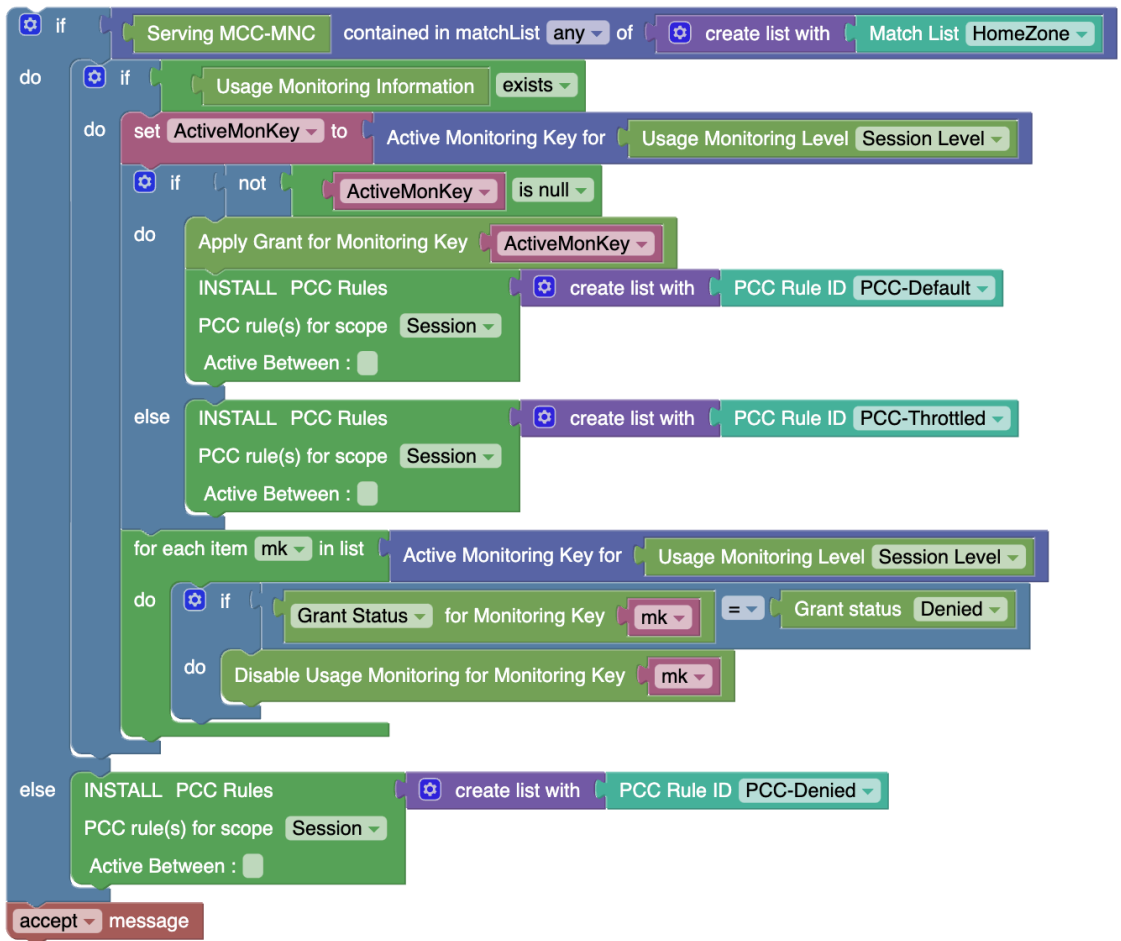 if Serving MCC-MNC contained in matchList any of create list with Match List HomeZone
do if Usage Monitoring Information exists
do set ActiveMonKey to Active Monitoring Key for Usage Monitoring Level Session Level
if not ActiveMonKey is null
do Apply Grant for Monitoring Key ActiveMonKey
INSTALL PCC Rules create list with PCC Rule ID PCC-Default
PCC rule(s) for scope Session
Active Between :
else INSTALL PCC Rules create list with PCC Rule ID PCC-Throttled
PCC rule(s) for scope Session
Active Between :
for each item mk in list Active Monitoring Key for Usage Monitoring Level Session Level
do if Grant Status for Monitoring Key mk = Grant status Denied
do Disable Usage Monitoring for Monitoring Key mk
else INSTALL PCC Rules create list with PCC Rule ID PCC-Denied
PCC rule(s) for scope Session
Active Between :
accept message